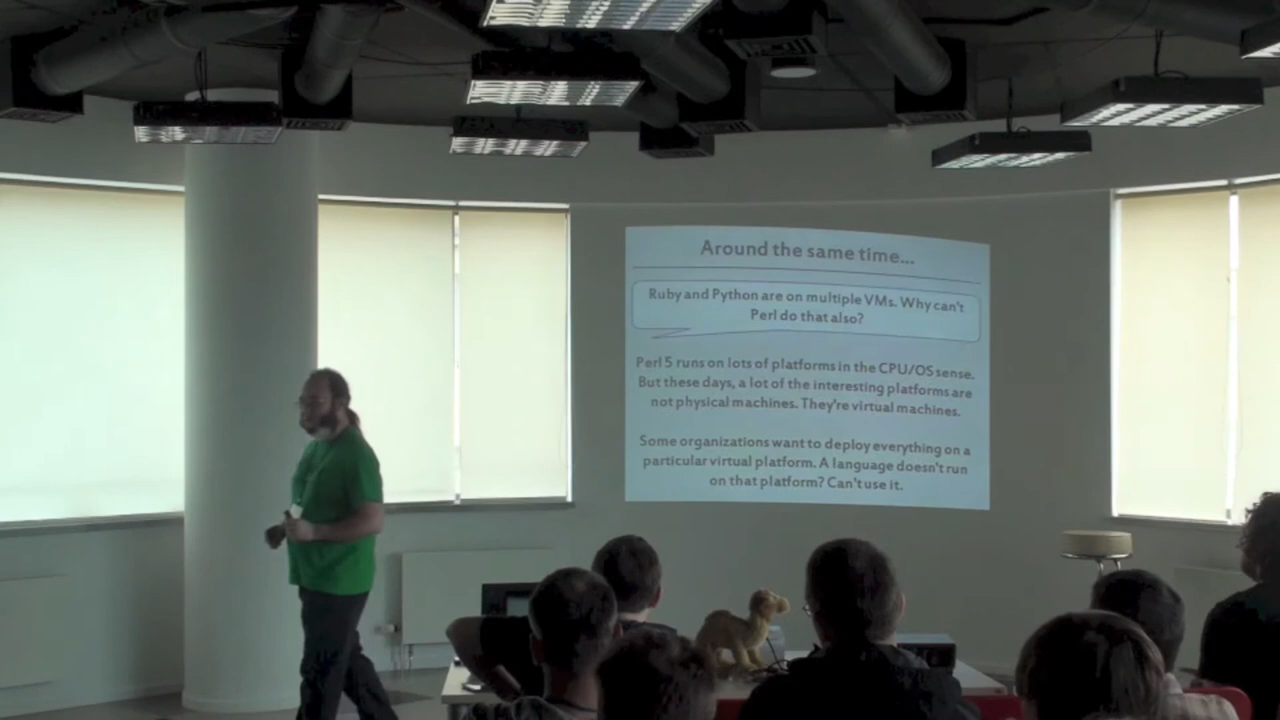 Around the same time...
Ruby and Python are on multiple VMs. Why can't
Perl do that also?
Perl 5 runs on lots of platforms in the CPU/OS sense.
But these days, a lot of the interesting platforms are
not physical machines. They're virtual machines.
Some organizations want to deploy everything on a
particular virtual platform. A language doesn't run
on that platform? Can't use it.